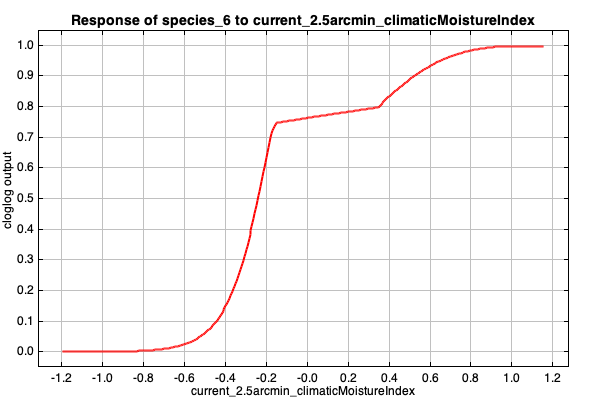 Response of species_6 to current_2.5arcmin_climaticMoistureIndex
cloglog output
1.0
0.9
0.8
0.7
0.6
0.5
0.4
0.3
0.2
0.1
0.0
-1.2 -1.0 -0.8 -0.6 -0.4 -0.2 -0.0 0.2 0.4 0.6 0.8 1.0 1.2
current_2.5arcmin_climaticMoistureIndex